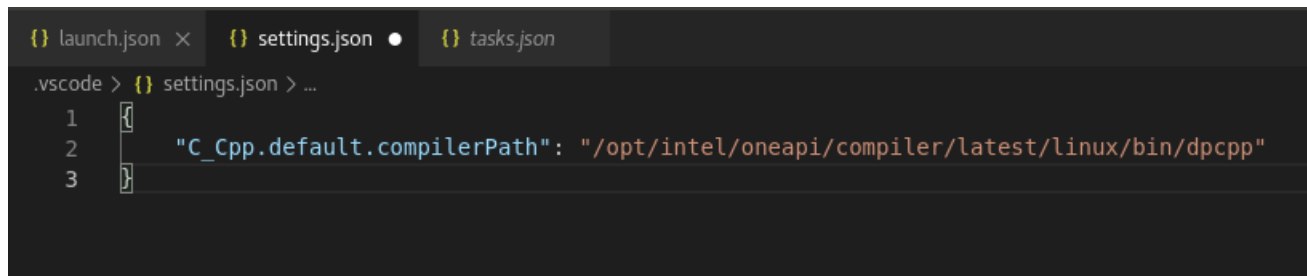 {} launch.json × {} settings.json ● {} tasks.json
.vscode > {} settings.json > ...
1 {
2 "C_Cpp.default.compilerPath": "/opt/intel/oneapi/compiler/latest/linux/bin/dpcpp"
3 }